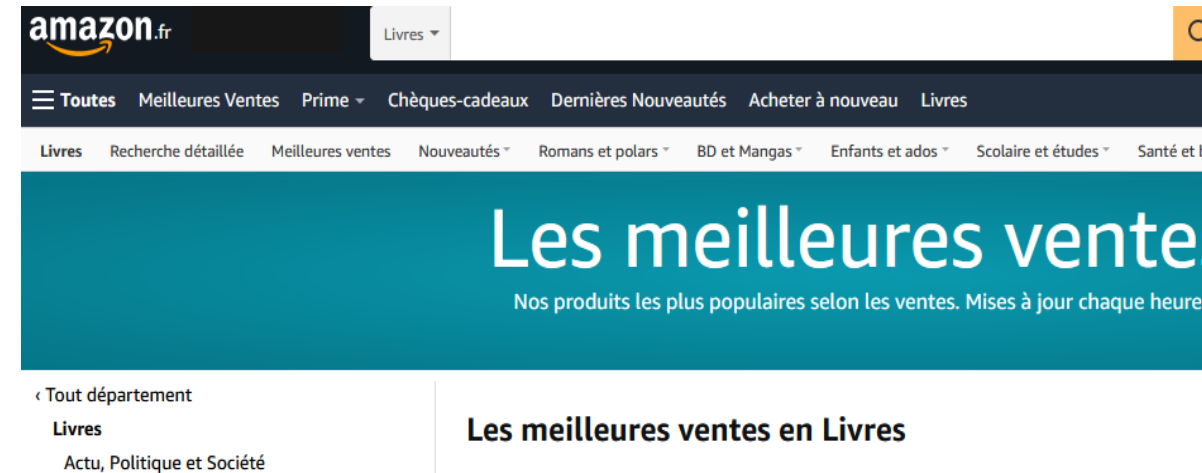 amazon.fr
Livres
Toutes Meilleures Ventes Prime Chèques-cadeaux Dernières Nouveautés Acheter à nouveau Livres
Livres Recherche détaillée Meilleures ventes Nouveautés Romans et polars BD et Mangas Enfants et ados Scolaire et études Santé et
Les meilleures vente
Nos produits les plus populaires selon les ventes. Mises à jour chaque heure
‹ Tout département
Livres
Les meilleures ventes en Livres
Actu, Politique et Société